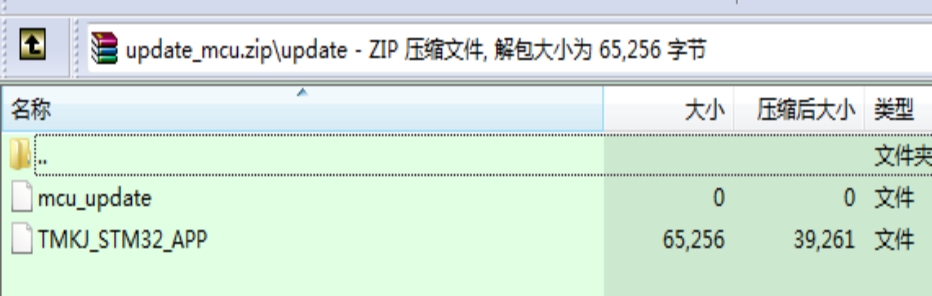 update_mcu.zip\update - ZIP 压缩文件, 解包大小为 65,256 字节
名称 大小 压缩后大小 类型
.. 文件夹
mcu_update 0 0 文件
TMKJ_STM32_APP 65,256 39,261 文件